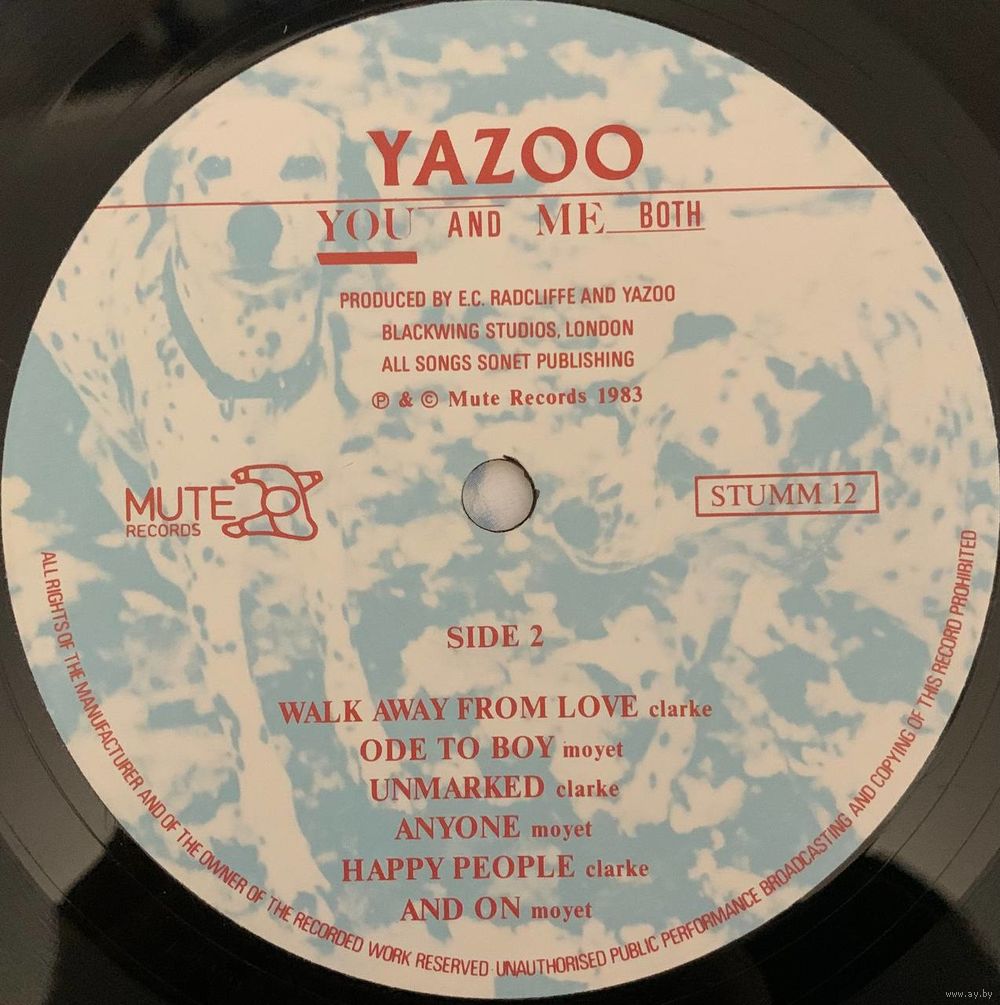 YAZOO
YOU AND ME BOTH
PRODUCED BY E.C. RADCLIFFE AND YAZOO
BLACKWING STUDIOS, LONDON
ALL SONGS SONET PUBLISHING
℗ & © Mute Records 1983
MUTE
RECORDS
STUMM 12
SIDE 2
WALK AWAY FROM LOVE clarke
ODE TO BOY moyet
UNMARKED clarke
ANYONE moyet
HAPPY PEOPLE clarke
AND ON moyet
ALL RIGHTS OF THE MANUFACTURER AND OF THE OWNER OF THE RECORDED WORK RESERVED · UNAUTHORISED PUBLIC PERFORMANCE BROADCASTING AND COPYING OF THIS RECORD PROHIBITED
www.ay.by